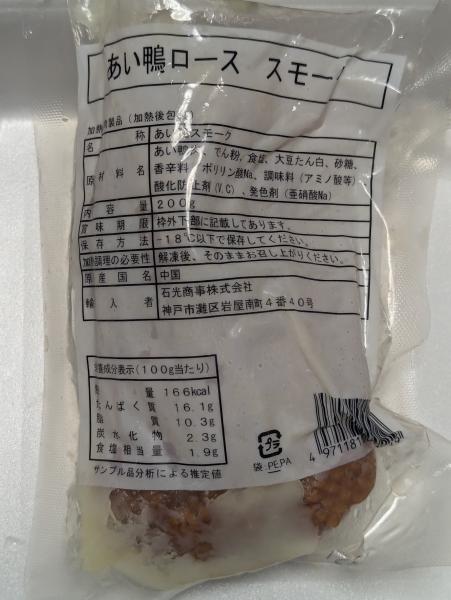 あい鴨ロース スモーク
加熱食肉製品（加熱後包装）
名称 あい鴨スモーク
原材料名 あい鴨肉、でん粉、食塩、大豆たん白、砂糖、
香辛料、ポリリン酸Na、調味料（アミノ酸等）
酸化防止剤（V.C）、発色剤（亜硝酸Na）
内容量 200g
賞味期限 枠外下部に記載してあります。
保存方法 -18℃以下で保存してください。
加熱調理の必要性 解凍後、そのままお召し上がりください。
原産国名 中国
輸入者 石光商事株式会社
神戸市灘区岩屋南町4番40号
栄養成分表示（100g当たり）
熱量 166kcal
たんぱく質 16.1g
脂質 10.3g
炭水化物 2.3g
食塩相当量 1.9g
サンプル品分析による推定値
プラ
袋:PE,PA
4 971181